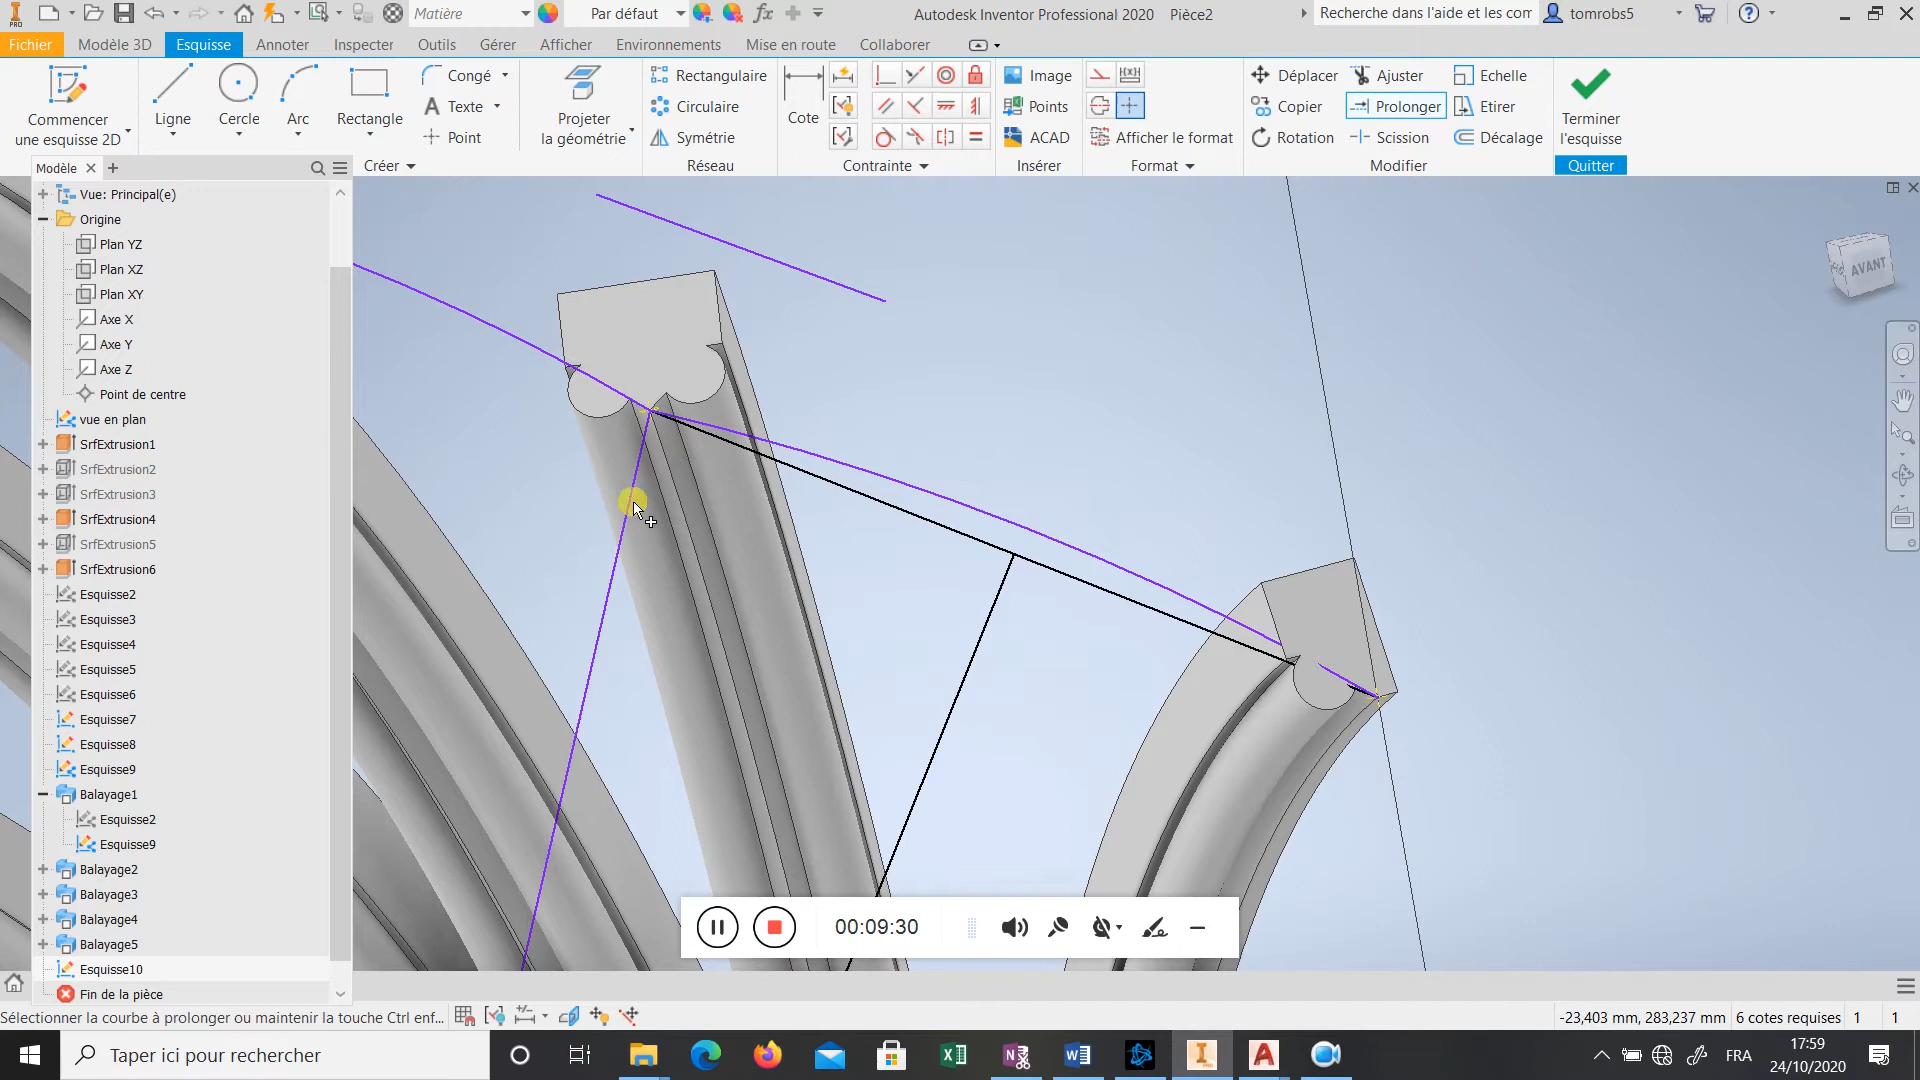 Matière
Par défaut
fx
Autodesk Inventor Professional 2020 Pièce2
Recherche dans l'aide et les com
tomrobs5
PRO
Fichier
Modèle 3D
Esquisse
Annoter
Inspecter
Outils
Gérer
Afficher
Environnements
Mise en route
Collaborer
Commencer
une esquisse 2D
Ligne
Cercle
Arc
Rectangle
Congé
Texte
Point
Projeter
la géométrie
Rectangulaire
Circulaire
Symétrie
Cote
Image
Points
ACAD
Afficher le format
Déplacer
Copier
Rotation
Ajuster
Prolonger
Scission
Echelle
Etirer
Décalage
Terminer
l'esquisse
Créer
Réseau
Contrainte
Insérer
Format
Modifier
Quitter
Modèle
Vue: Principal(e)
Origine
Plan YZ
Plan XZ
Plan XY
Axe X
Axe Y
Axe Z
Point de centre
vue en plan
SrfExtrusion1
SrfExtrusion2
SrfExtrusion3
SrfExtrusion4
SrfExtrusion5
SrfExtrusion6
Esquisse2
Esquisse3
Esquisse4
Esquisse5
Esquisse6
Esquisse7
Esquisse8
Esquisse9
Balayage1
Esquisse2
Esquisse9
Balayage2
Balayage3
Balayage4
Balayage5
Esquisse10
Fin de la pièce
AVANT
00:09:30
Sélectionner la courbe à prolonger ou maintenir la touche Ctrl enf...
-23,403 mm, 283,237 mm
6 cotes requises
1
1
Taper ici pour rechercher
FRA
17:59
24/10/2020